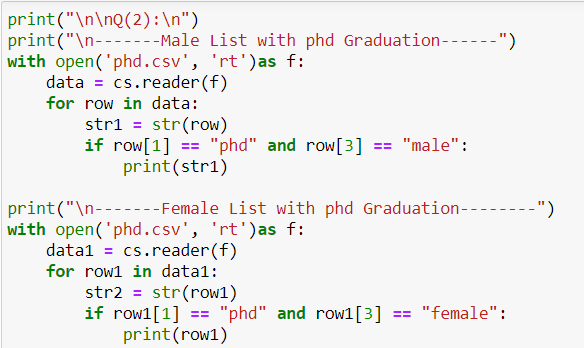 print("\n\nQ(2):\n")
print("\n-------Male List with phd Graduation------")
with open('phd.csv', 'rt')as f:
    data = cs.reader(f)
    for row in data:
        str1 = str(row)
        if row[1] == "phd" and row[3] == "male":
            print(str1)

print("\n-------Female List with phd Graduation--------")
with open('phd.csv', 'rt')as f:
    data1 = cs.reader(f)
    for row1 in data1:
        str2 = str(row1)
        if row1[1] == "phd" and row1[3] == "female":
            print(row1)